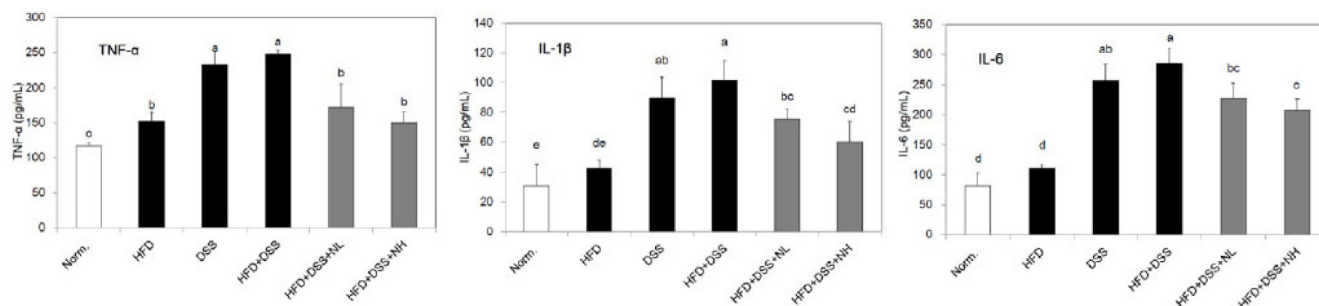 TNF-α
TNF-α (pg/mL)
300
250
200
150
100
50
0
c
b
a
a
b
b
Norm.
HFD
DSS
HFD+DSS
HFD+DSS+NL
HFD+DSS+NH
IL-1β
IL-1β (pg/mL)
140
120
100
80
60
40
20
0
e
de
ab
a
bc
cd
Norm.
HFD
DSS
HFD+DSS
HFD+DSS+NL
HFD+DSS+NH
IL-6
IL-6 (pg/mL)
350
300
250
200
150
100
50
0
d
d
ab
a
bc
c
Norm.
HFD
DSS
HFD+DSS
HFD+DSS+NL
HFD+DSS+NH